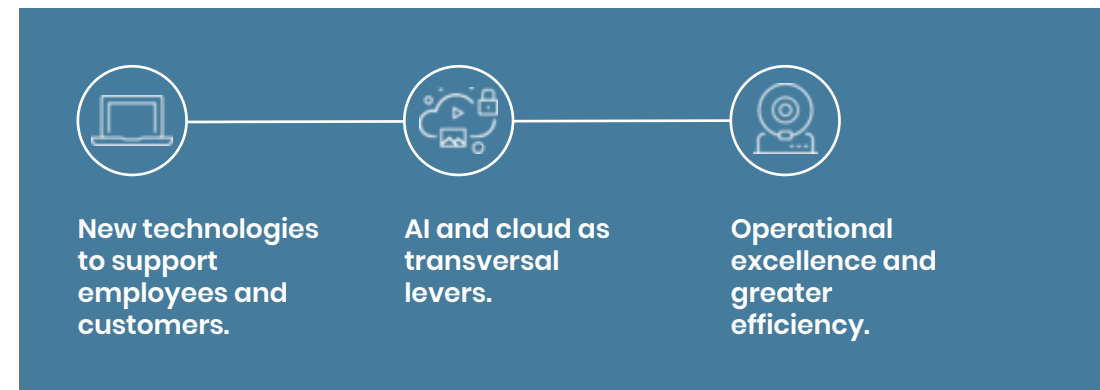 New technologies
to support
employees and
customers.
AI and cloud as
transversal
levers.
Operational
excellence and
greater
efficiency.